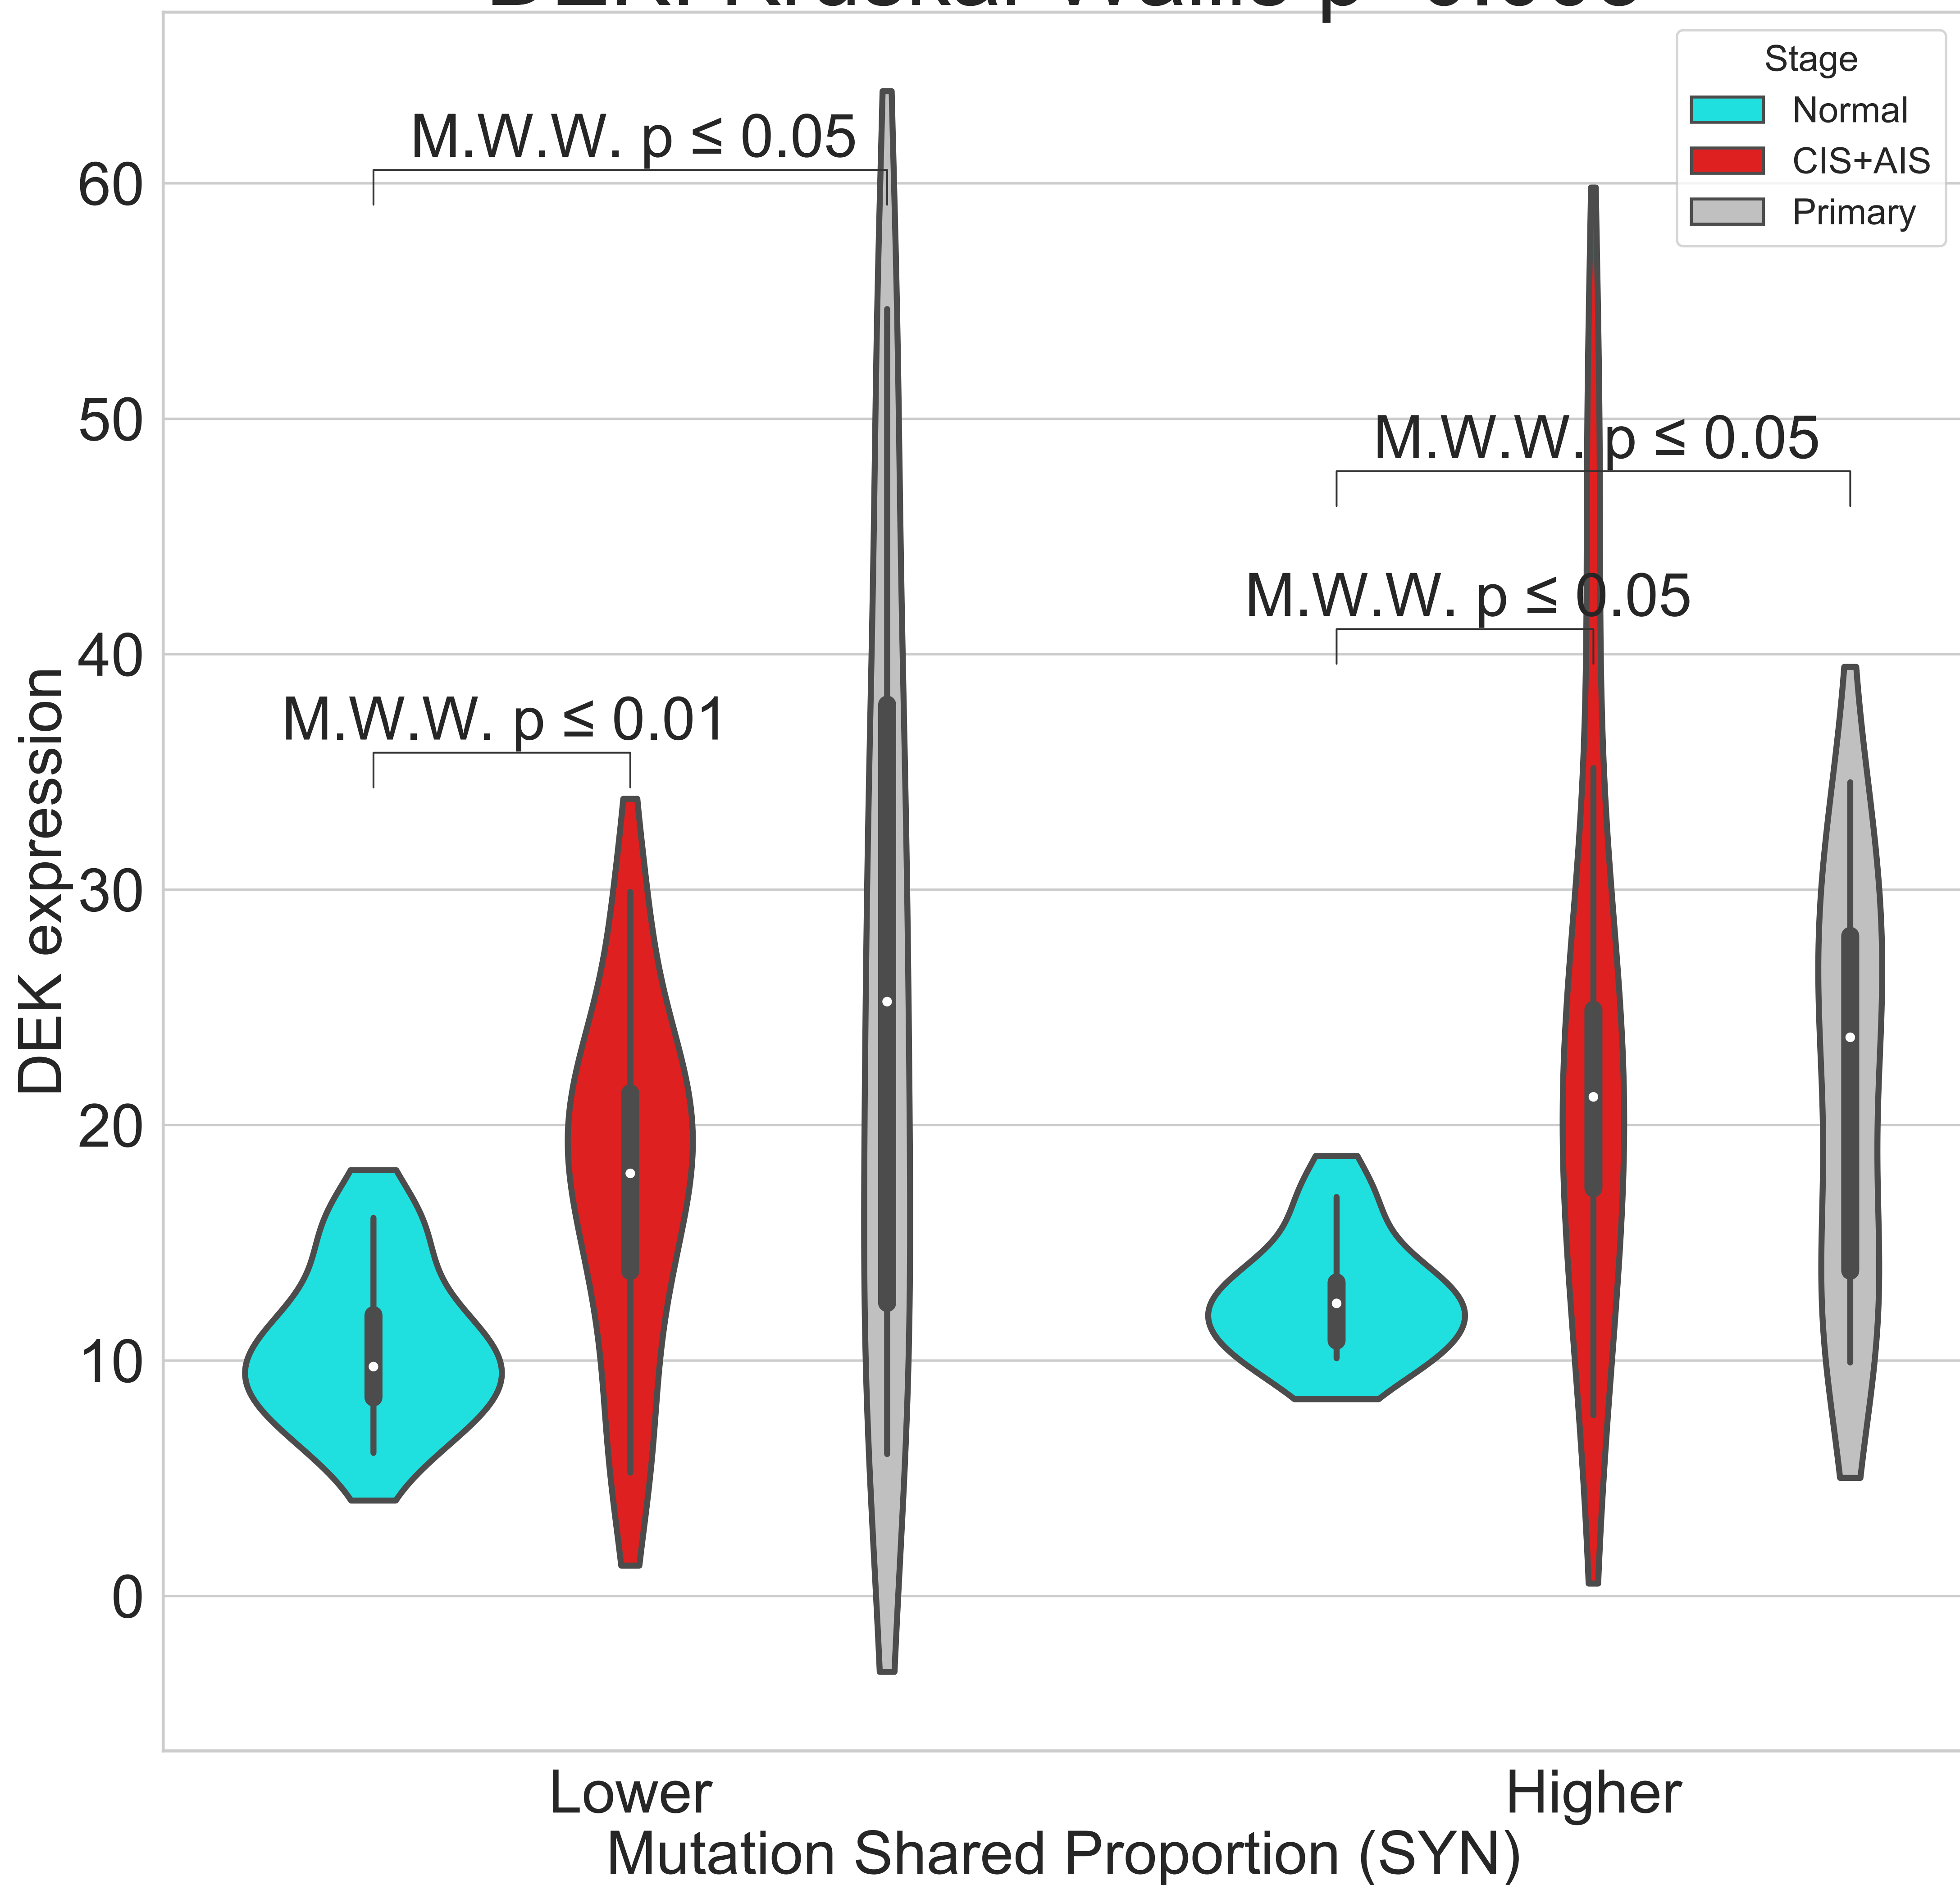 Stage
Normal
CIS+AIS
Primary
M.W.W. p ≤ 0.05
M.W.W. p ≤ 0.05
M.W.W. p ≤ 0.05
M.W.W. p ≤ 0.01
60
50
40
30
20
10
0
DEK expression
Lower
Higher
Mutation Shared Proportion (SYN)